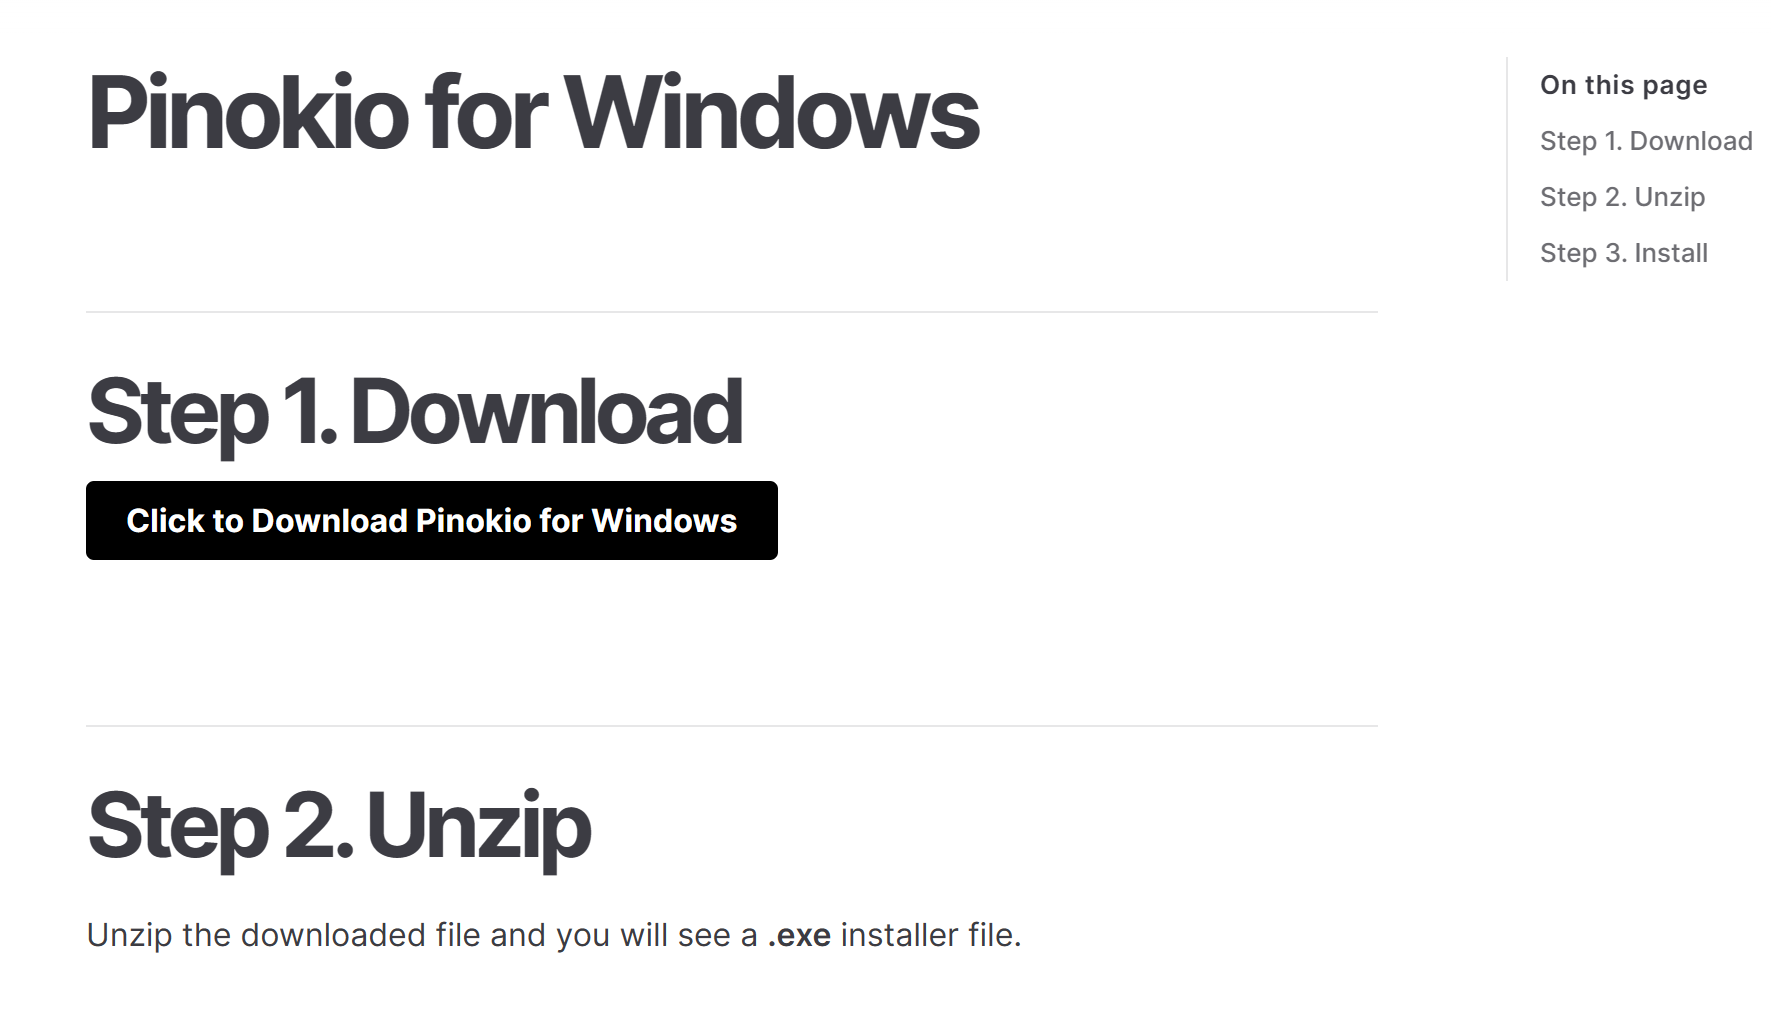 Pinokio for Windows
On this page
Step 1. Download
Step 2. Unzip
Step 3. Install
Step 1. Download
Click to Download Pinokio for Windows
Step 2. Unzip
Unzip the downloaded file and you will see a .exe installer file.